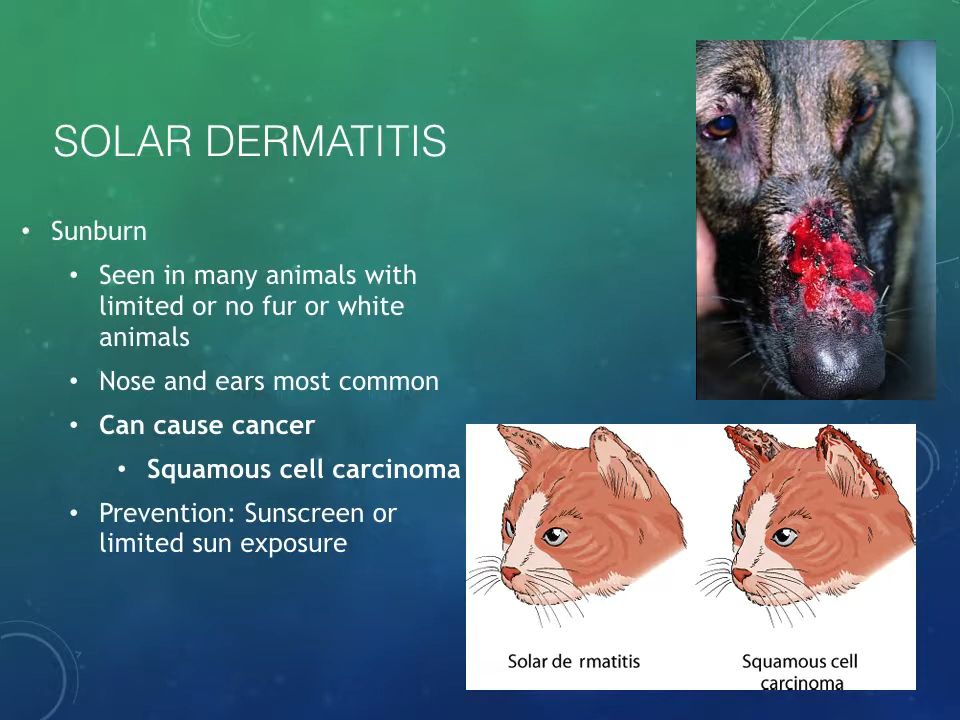 SOLAR DERMATITIS
• Sunburn
• Seen in many animals with
limited or no fur or white
animals
• Nose and ears most common
• Can cause cancer
• Squamous cell carcinoma
• Prevention: Sunscreen or
limited sun exposure
Solar de rmatitis
Squamous cell
carcinoma